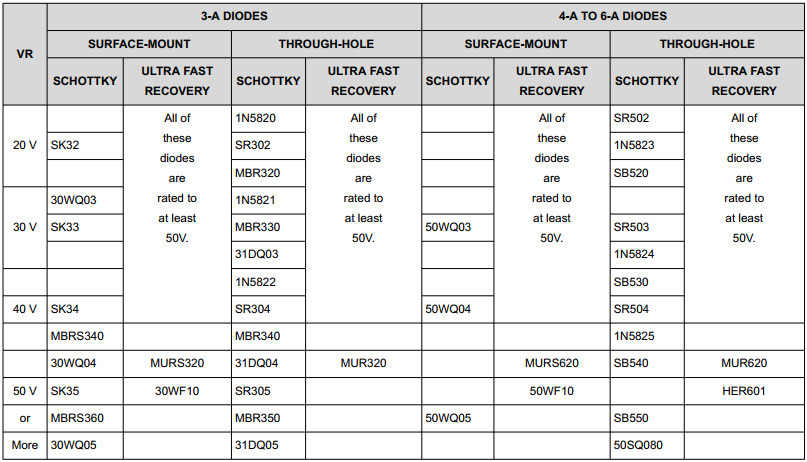 VR 3-A DIODES 4-A TO 6-A DIODES
SURFACE-MOUNT THROUGH-HOLE SURFACE-MOUNT THROUGH-HOLE
SCHOTTKY ULTRA FAST RECOVERY SCHOTTKY ULTRA FAST RECOVERY SCHOTTKY ULTRA FAST RECOVERY SCHOTTKY ULTRA FAST RECOVERY
All of 1N5820 All of All of SR502 All of
20 V SK32 these SR302 these these 1N5823 these
diodes MBR320 diodes diodes SB520 diodes
are are are are
30WQ03 rated to 1N5821 rated to rated to rated to
30 V SK33 at least MBR330 at least 50WQ03 at least SR503 at least
50V. 31DQ03 50V. 50V. 1N5824 50V.
1N5822 SB530
40 V SK34 SR304 50WQ04 SR504
MBRS340 MBR340 1N5825
30WQ04 MURS320 31DQ04 MUR320 MURS620 SB540 MUR620
50 V SK35 30WF10 SR305 50WF10 HER601
or MBRS360 MBR350 50WQ05 SB550
More 30WQ05 31DQ05 50SQ080